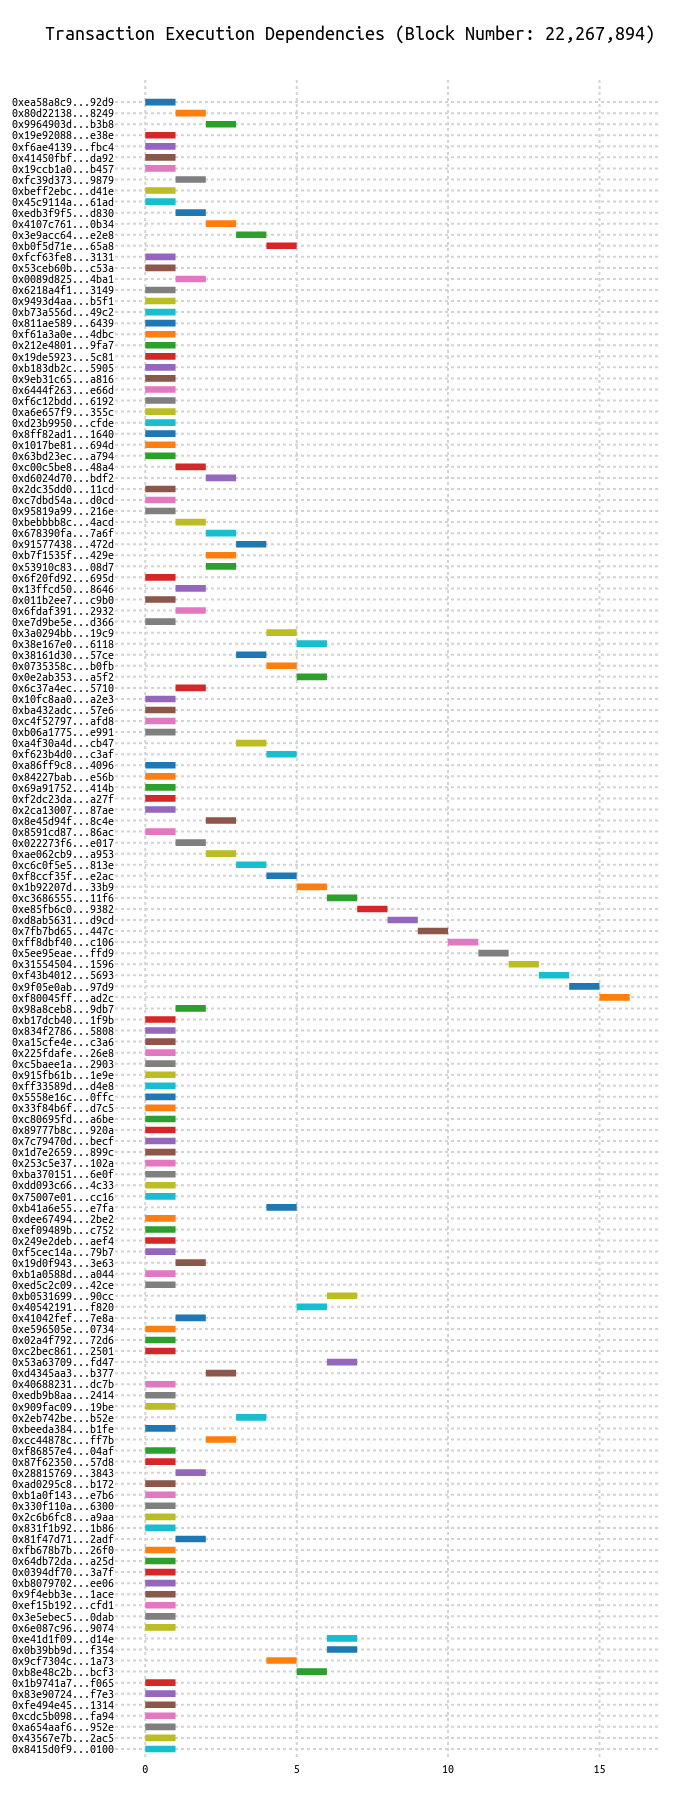 Transaction Execution Dependencies (Block Number: 22,267,894)
0xea58a8c9...92d9
0x80d22138...8249
0x9964903d...b3b8
0x19e92088...e38e
0xf6ae4139...fbc4
0x41450fbf...da92
0x19ccb1a0...b457
0xfc39d373...9879
0xbeff2ebc...d41e
0x45c9114a...61ad
0xedb3f9f5...d830
0x4107c761...0b34
0x3e9acc64...e2e8
0xb0f5d71e...65a8
0xfcf63fe8...3131
0x53ceb60b...c53a
0x0089d825...4ba1
0x6218a4f1...3149
0x9493d4aa...b5f1
0xb73a556d...49c2
0x811ae589...6439
0xf61a3a0e...4dbc
0x212e4801...9fa7
0x19de5923...5c81
0xb183db2c...5905
0x9eb31c65...a816
0x6444f263...e66d
0xf6c12bdd...6192
0xa6e657f9...355c
0xd23b9950...cfde
0x8ff82ad1...1640
0x1017be81...694d
0x63bd23ec...a794
0xc00c5be8...48a4
0xd6024d70...bdf2
0x2dc35dd0...11cd
0xc7dbd54a...d0cd
0x95819a99...216e
0xbebbbb8c...4acd
0x678390fa...7a6f
0x91577438...472d
0xb7f1535f...429e
0x53910c83...08d7
0x6f20fd92...695d
0x13ffcd50...8646
0x011b2ee7...c9b0
0x6fdaf391...2932
0xe7d9be5e...d366
0x3a0294bb...19c9
0x38e167e0...6118
0x38161d30...57ce
0x0735358c...b0fb
0x0e2ab353...a5f2
0x6c37a4ec...5710
0x10fc8aa0...a2e3
0xba432adc...57e6
0xc4f52797...afd8
0xb06a1775...e991
0xa4f30a4d...cb47
0xf623b4d0...c3af
0xa86ff9c8...4096
0x84227bab...e56b
0x69a91752...414b
0xf2dc23da...a27f
0x2ca13007...87ae
0x8e45d94f...8c4e
0x8591cd87...86ac
0x022273f6...e017
0xae062cb9...a953
0xc6c0f5e5...813e
0xf8ccf35f...e2ac
0x1b92207d...33b9
0xc3686555...11f6
0xe85fb6c0...9382
0xd8ab5631...d9cd
0x7fb7bd65...447c
0xff8dbf40...c106
0x5ee95eae...ffd9
0x31554504...1596
0xf43b4012...5693
0x9f05e0ab...97d9
0xf80045ff...ad2c
0x98a8ceb8...9db7
0xb17dcb40...1f9b
0x834f2786...5808
0xa15cfe4e...c3a6
0x225fdafe...26e8
0xc5baee1a...2903
0x915fb61b...1e9e
0xff33589d...d4e8
0x5558e16c...0ffc
0x33f84b6f...d7c5
0xc80695fd...a6be
0x89777b8c...920a
0x7c79470d...becf
0x1d7e2659...899c
0x253c5e37...102a
0xba370151...6e0f
0xdd093c66...4c33
0x75007e01...cc16
0xb41a6e55...e7fa
0xdee67494...2be2
0xef09489b...c752
0x249e2deb...aef4
0xf5cec14a...79b7
0x19d0f943...3e63
0xb1a0588d...a044
0xed5c2c09...42ce
0xb0531699...90cc
0x40542191...f820
0x41042fef...7e8a
0xe596505e...0734
0x02a4f792...72d6
0xc2bec861...2501
0x53a63709...fd47
0xd4345aa3...b377
0x40688231...dc7b
0xedb9b8aa...2414
0x909fac09...19be
0x2eb742be...b52e
0xbeeda384...b1fe
0xcc44878c...ff7b
0xf86857e4...04af
0x87f62350...57d8
0x28815769...3843
0xad0295c8...b172
0xb1a0f143...e7b6
0x330f110a...6300
0x2c6b6fc8...a9aa
0x831f1b92...1b86
0x81f47d71...2adf
0xfb678b7b...26f0
0x64db72da...a25d
0x0394df70...3a7f
0xb8079702...ee06
0x9f4ebb3e...1ace
0xef15b192...cfd1
0x3e5ebec5...0dab
0x6e087c96...9074
0xe41d1f09...d14e
0x0b39bb9d...f354
0x9cf7304c...1a73
0xb8e48c2b...bcf3
0x1b9741a7...f065
0x83e90724...f7e3
0xfe494e45...1314
0xcdc5b098...fa94
0xa654aaf6...952e
0x43567e7b...2ac5
0x8415d0f9...0100
0 5 10 15